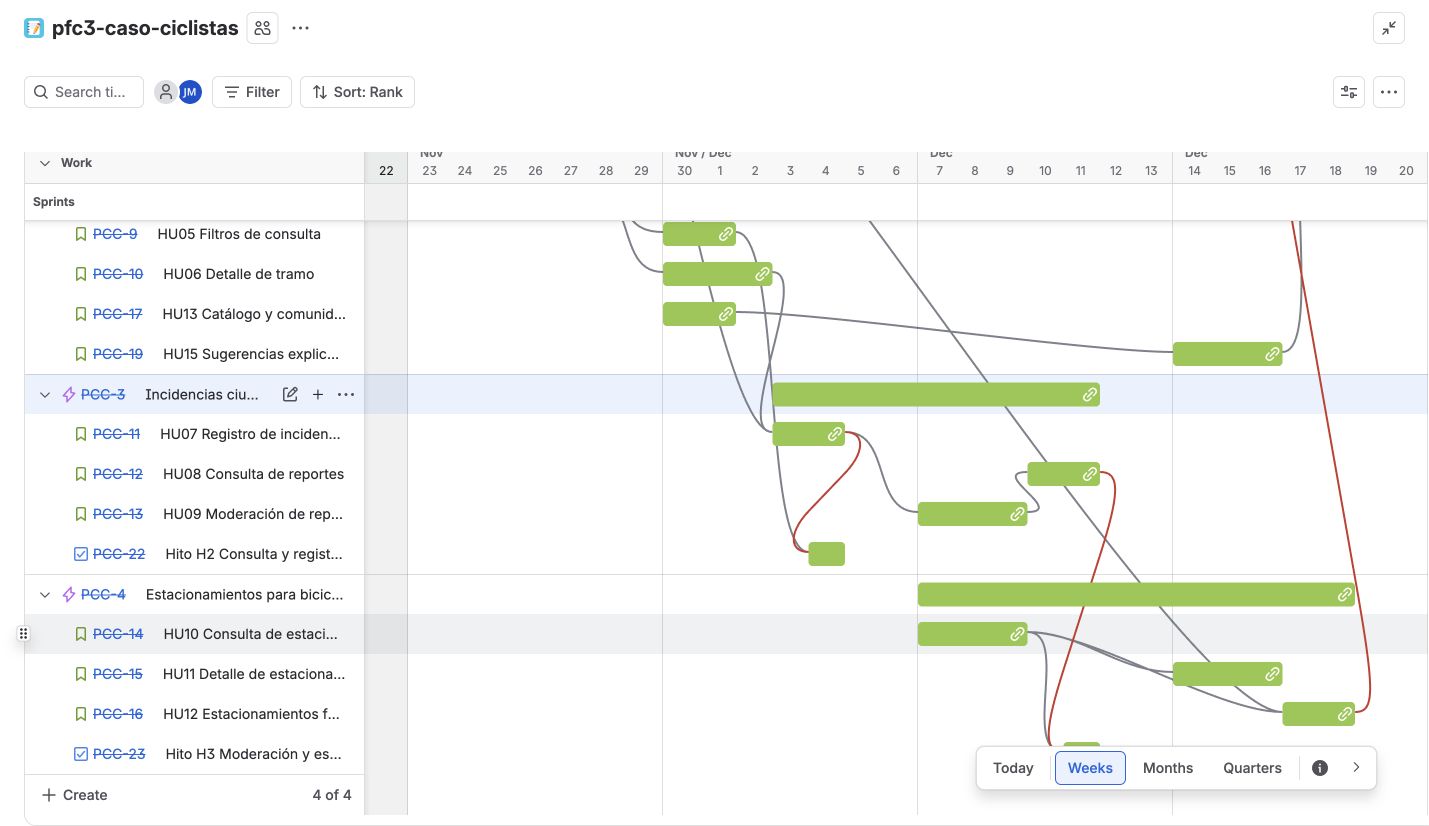 pfc3-caso-ciclistas
Search ti...
JM
Filter
Sort: Rank
Work
Nov
Nov / Dec
Dec
Dec
22 23 24 25 26 27 28 29 30 1 2 3 4 5 6 7 8 9 10 11 12 13 14 15 16 17 18 19 20
Sprints
PCC-9 HU05 Filtros de consulta
PCC-10 HU06 Detalle de tramo
PCC-17 HU13 Catálogo y comunid...
PCC-19 HU15 Sugerencias explic...
PCC-3 Incidencias ciu...
PCC-11 HU07 Registro de inciden...
PCC-12 HU08 Consulta de reportes
PCC-13 HU09 Moderación de rep...
PCC-22 Hito H2 Consulta y regist...
PCC-4 Estacionamientos para bicic...
PCC-14 HU10 Consulta de estaci...
PCC-15 HU11 Detalle de estaciona...
PCC-16 HU12 Estacionamientos f...
PCC-23 Hito H3 Moderación y es...
Create
4 of 4
Today
Weeks
Months
Quarters